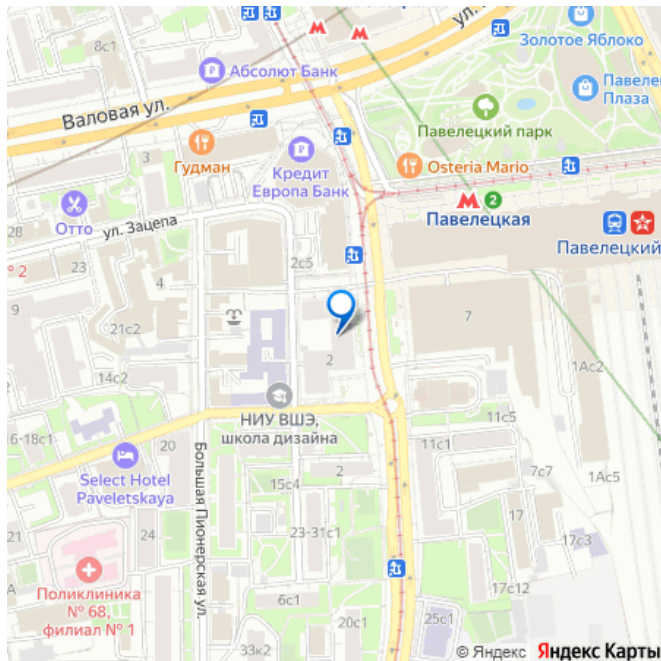 8с1
Абсолют Банк
Золотое Яблоко
Валовая ул.
Павелец
Плаза
Павелецкий парк
Гудман
3
Кредит
Европа Банк
Osteria Mario
2
Отто
ул. Зацепа
Павелецкая
28
Павелецкий
№ 2
23
2с5
9
21с2
7
2
14с2
1Ас2
НИУ ВШЭ,
школа дизайна
11с5
6-18с1
20
11с1
Select Hotel
Paveletskaya
Большая Пионерская ул.
2
15с4
7с7
1Ас5
24
23-31с1
17
17с3
Поликлиника
№ 68,
филиал № 1
6с1
17с12
20с1
25с1
33к2
© Яндекс Яндекс Карты